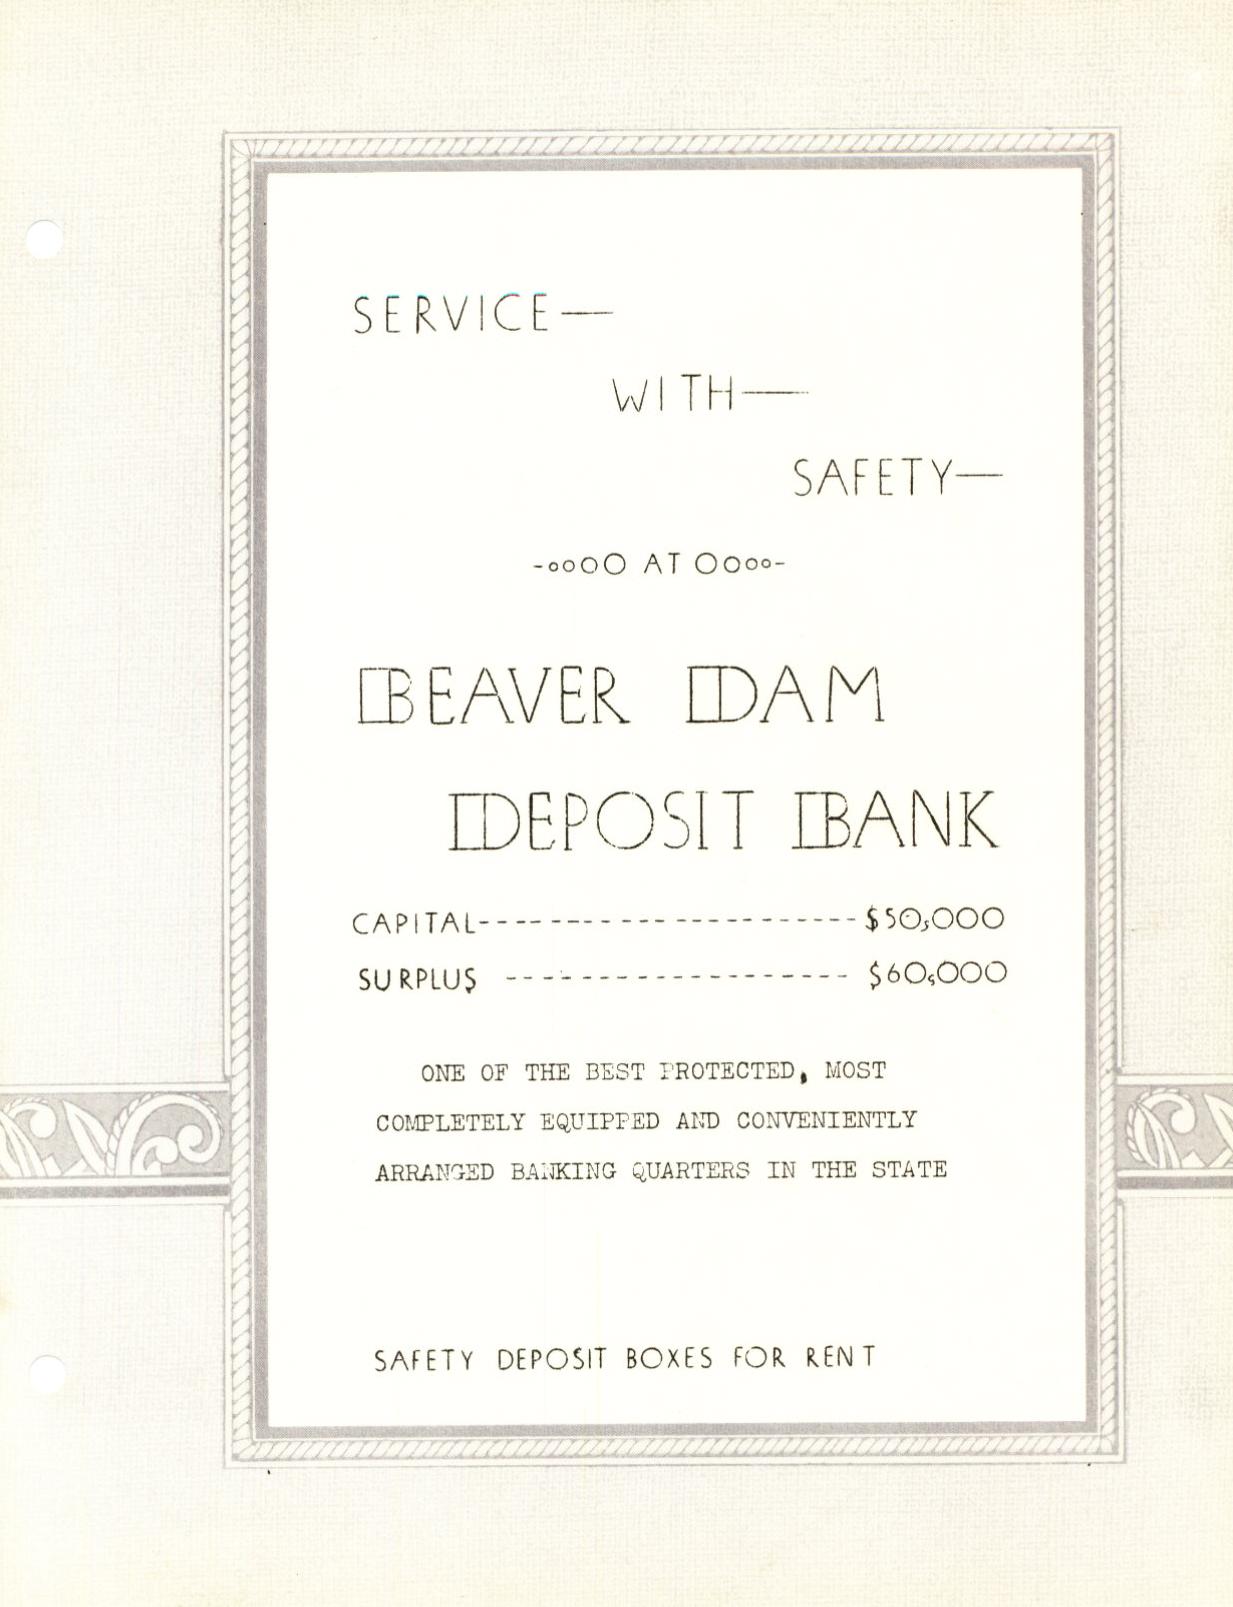 SERVICE—
WITH—
SAFETY—
-oooO AT Oooo-
BEAVER DAM
DEPOSIT BANK
CAPITAL---------------------$50,000
SURPLUS ------------------ $60,000
ONE OF THE BEST PROTECTED, MOST
COMPLETELY EQUIPPED AND CONVENIENTLY
ARRANGED BANKING QUARTERS IN THE STATE
SAFETY DEPOSIT BOXES FOR RENT